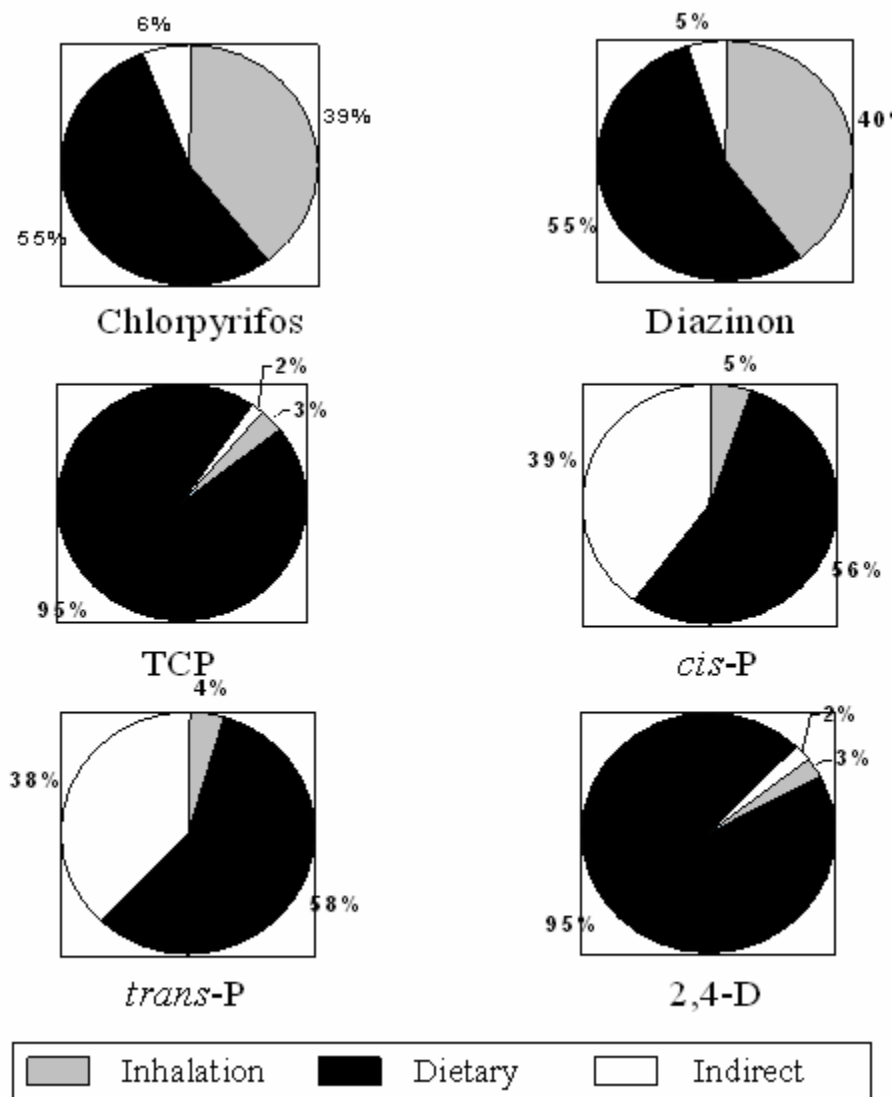 6%
5%
39%
40%
55%
55%
Chlorpyrifos
Diazinon
2%
5%
3%
39%
56%
95%
TCP
cis-P
4%
2%
3%
38%
58%
95%
trans-P
2,4-D
Inhalation Dietary Indirect